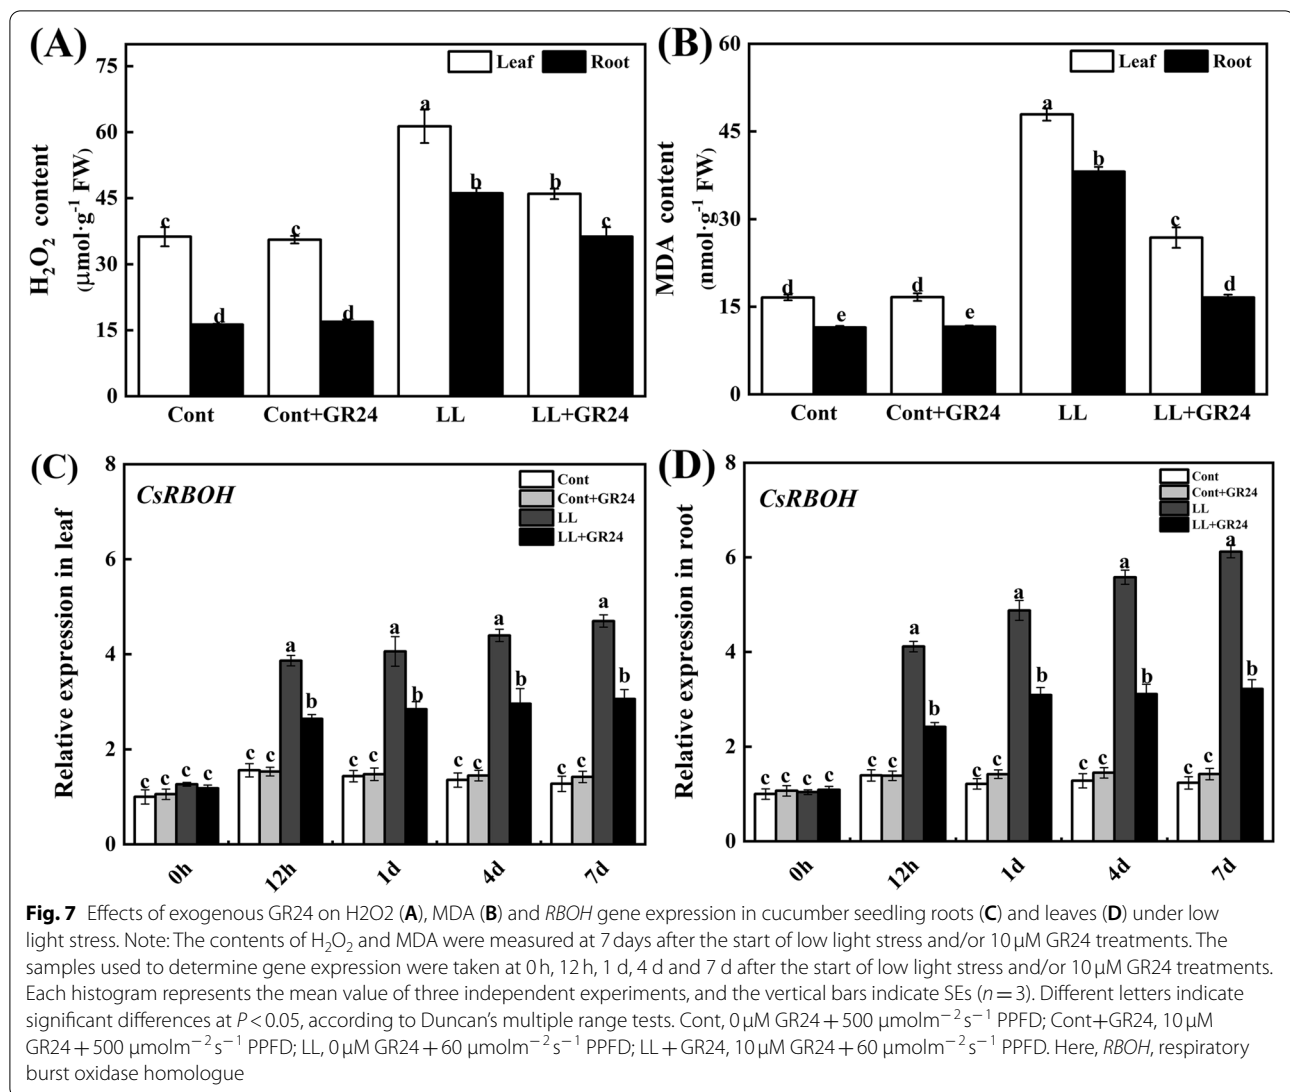 (A)
Leaf Root
H₂O₂ content
(μmol·g⁻¹ FW)
75
60
45
30
15
0
a
b
b
c
c
c
d
d
Cont Cont+GR24 LL LL+GR24
(B)
Leaf Root
MDA content
(nmol·g⁻¹ FW)
60
45
30
15
0
a
b
c
d
d
d
e
e
Cont Cont+GR24 LL LL+GR24
(C)
CsRBOH
Cont
Cont+GR24
LL
LL+GR24
Relative expression in leaf
8
6
4
2
0
c c c c
c c a b
c c a b
c c a b
c c a b
0h 12h 1d 4d 7d
(D)
CsRBOH
Cont
Cont+GR24
LL
LL+GR24
Relative expression in root
8
6
4
2
0
c c c c
c c a b
c c a b
c c a b
c c a b
0h 12h 1d 4d 7d
Fig. 7 Effects of exogenous GR24 on H2O2 (A), MDA (B) and RBOH gene expression in cucumber seedling roots (C) and leaves (D) under low
light stress. Note: The contents of H₂O₂ and MDA were measured at 7 days after the start of low light stress and/or 10 μM GR24 treatments. The
samples used to determine gene expression were taken at 0 h, 12 h, 1 d, 4 d and 7 d after the start of low light stress and/or 10 μM GR24 treatments.
Each histogram represents the mean value of three independent experiments, and the vertical bars indicate SEs (n = 3). Different letters indicate
significant differences at P < 0.05, according to Duncan's multiple range tests. Cont, 0 μM GR24 + 500 μmolm⁻² s⁻¹ PPFD; Cont+GR24, 10 μM
GR24 + 500 μmolm⁻² s⁻¹ PPFD; LL, 0 μM GR24 + 60 μmolm⁻² s⁻¹ PPFD; LL + GR24, 10 μM GR24 + 60 μmolm⁻² s⁻¹ PPFD. Here, RBOH, respiratory
burst oxidase homologue